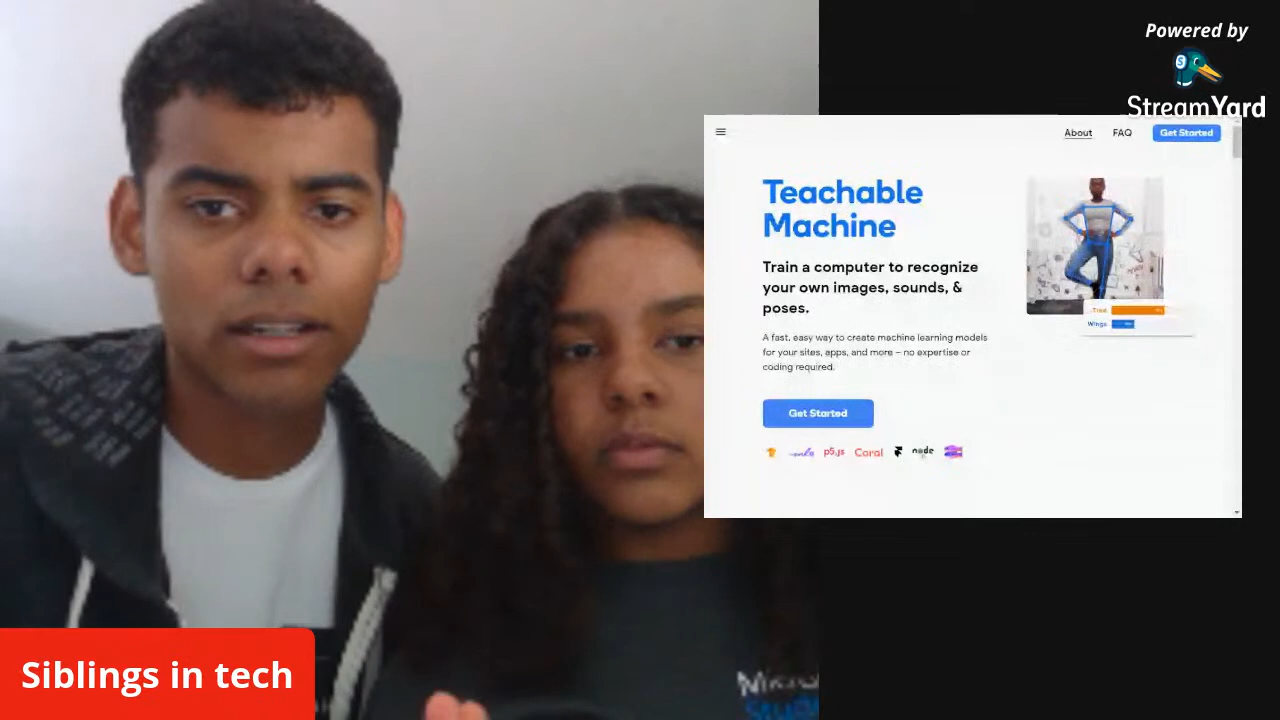 Powered by
StreamYard
About FAQ Get Started
Teachable
Machine
Train a computer to recognize
your own images, sounds, &
poses.
A fast, easy way to create machine learning models
for your sites, apps, and more – no expertise or
coding required.
Get Started
p5.js Coral node
Tree
Wings
Siblings in tech